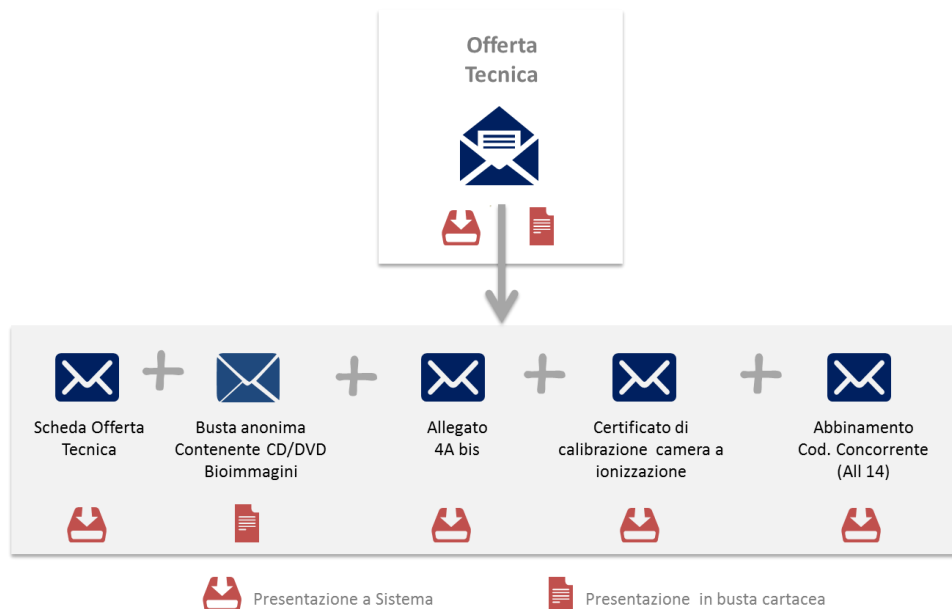 Offerta
Tecnica
Scheda Offerta
Tecnica
Busta anonima
Contenente CD/DVD
Bioimmagini
Allegato
4A bis
Certificato di
calibrazione camera a
ionizzazione
Abbinamento
Cod. Concorrente
(All 14)
Presentazione a Sistema
Presentazione in busta cartacea